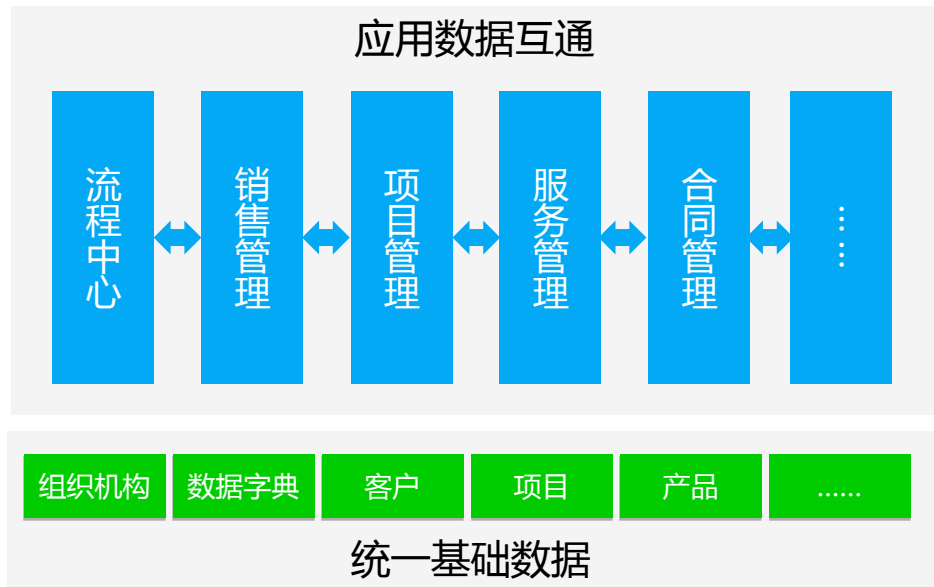 应用数据互通
流程中心
销售管理
项目管理
服务管理
合同管理
……
组织机构
数据字典
客户
项目
产品
......
统一基础数据